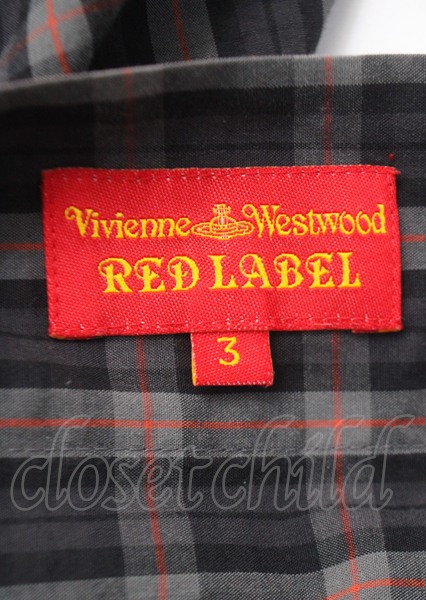 Vivienne Westwood
RED LABEL
3
closet child